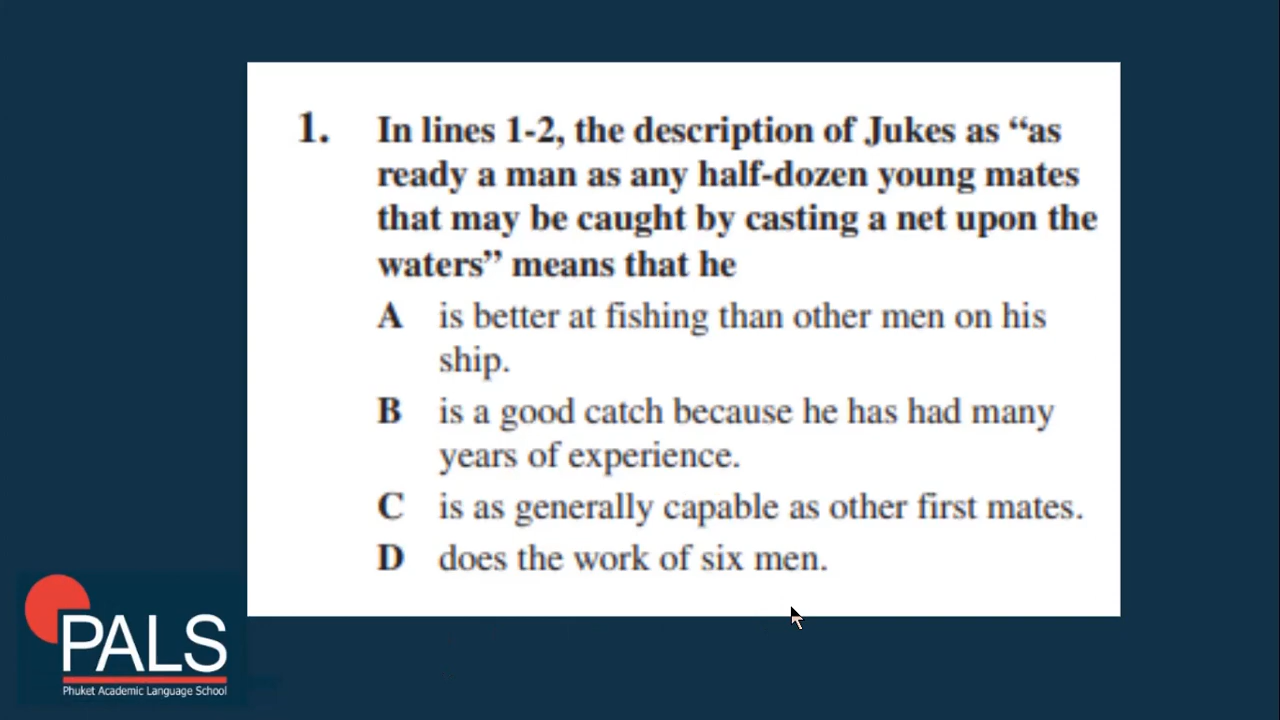 1. In lines 1-2, the description of Jukes as “as
ready a man as any half-dozen young mates
that may be caught by casting a net upon the
waters” means that he
A is better at fishing than other men on his
ship.
B is a good catch because he has had many
years of experience.
C is as generally capable as other first mates.
D does the work of six men.
PALS
Phuket Academic Language School